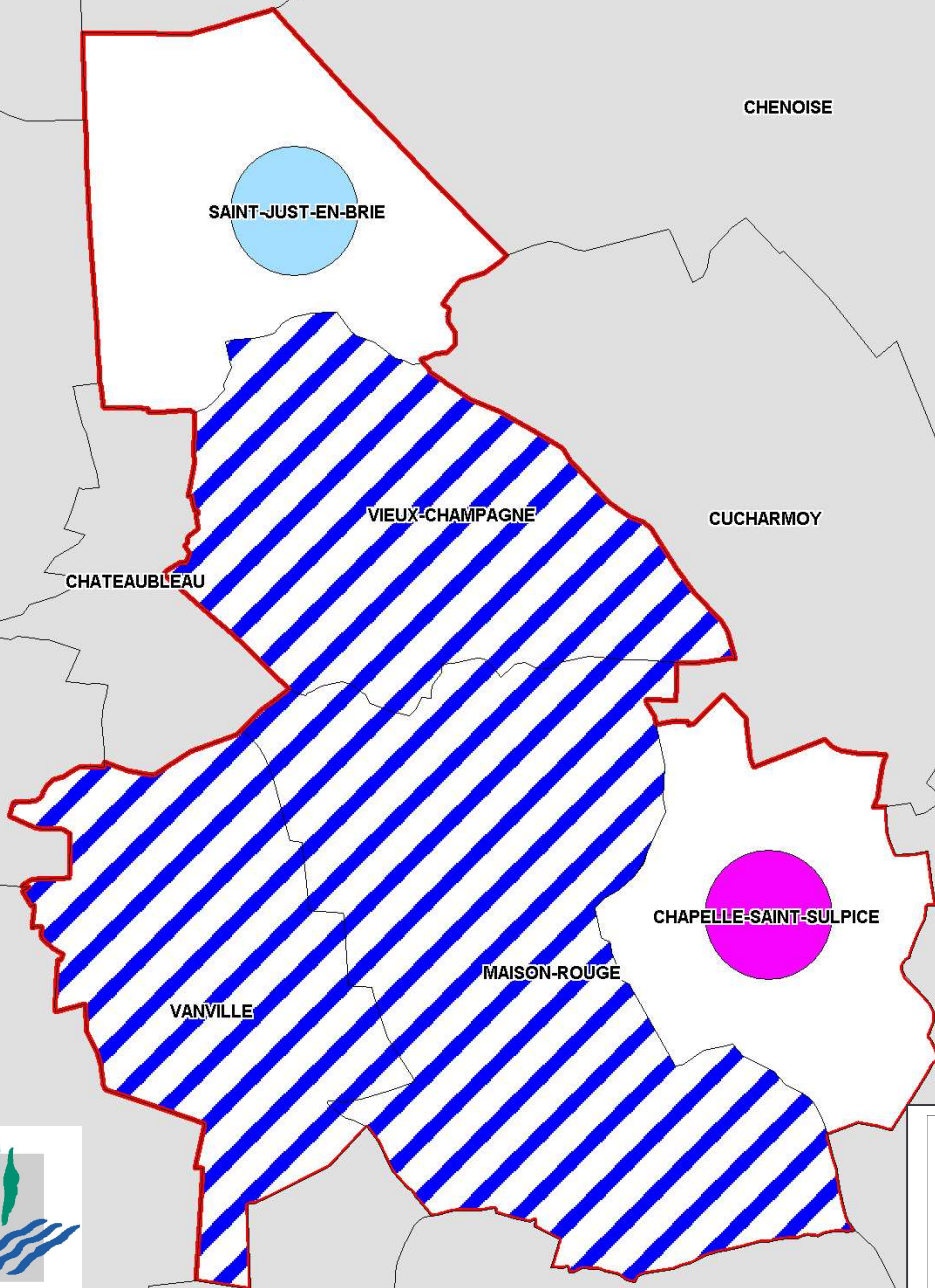 CHENOISE
SAINT-JUST-EN-BRIE
VIEUX-CHAMPAGNE
CUCHARMOY
CHATEAUBLEAU
CHAPELLE-SAINT-SULPICE
MAISON-ROUGE
VANVILLE